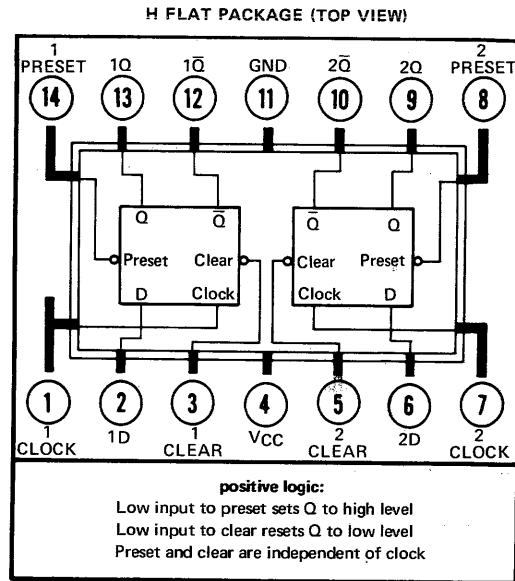 H FLAT PACKAGE (TOP VIEW)
1 PRESET 1Q 1Q̅ GND 2Q̅ 2Q 2 PRESET
14 13 12 11 10 9 8
Q Q̅ Q̅ Q
Preset Clear Clear Preset
D Clock Clock D
1 2 3 4 5 6 7
1 CLOCK 1D 1 CLEAR VCC 2 CLEAR 2D 2 CLOCK
positive logic:
Low input to preset sets Q to high level
Low input to clear resets Q to low level
Preset and clear are independent of clock